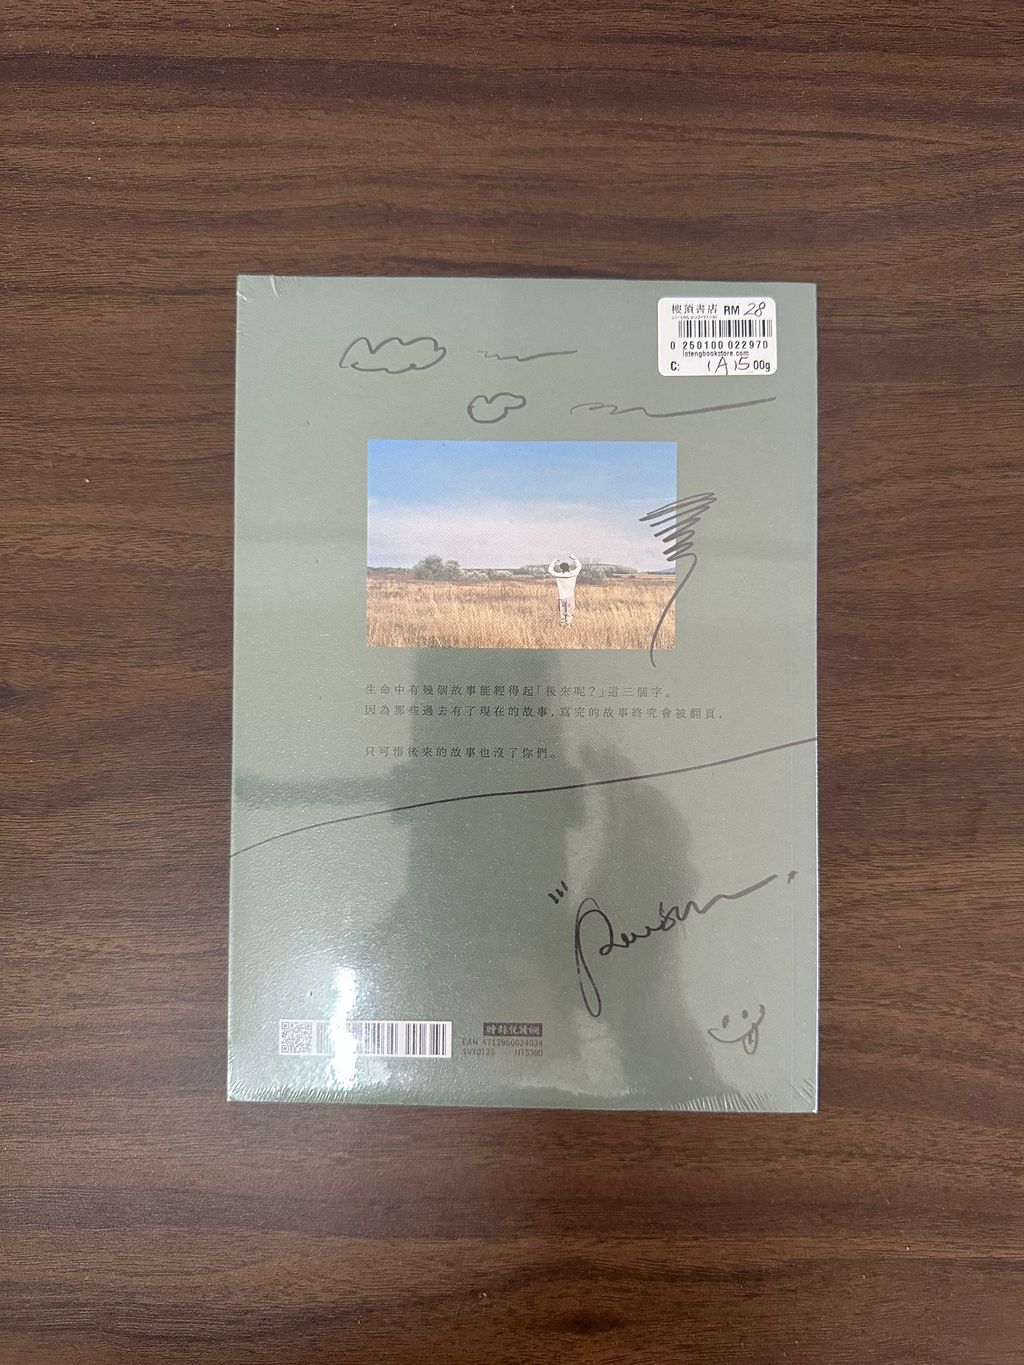 樓頂書店 RM 28
0 250100 022970
lotengbookstore.com
C: (A)5 00g
生命中有幾個故事能經得起「後來呢?」這三個字。
因為那些過去有了現在的故事,寫完的故事終究會被翻頁,
只可惜後來的故事也沒了你們。
時報悅讀網
EAN 4712966624034
1VY0125 NT$380